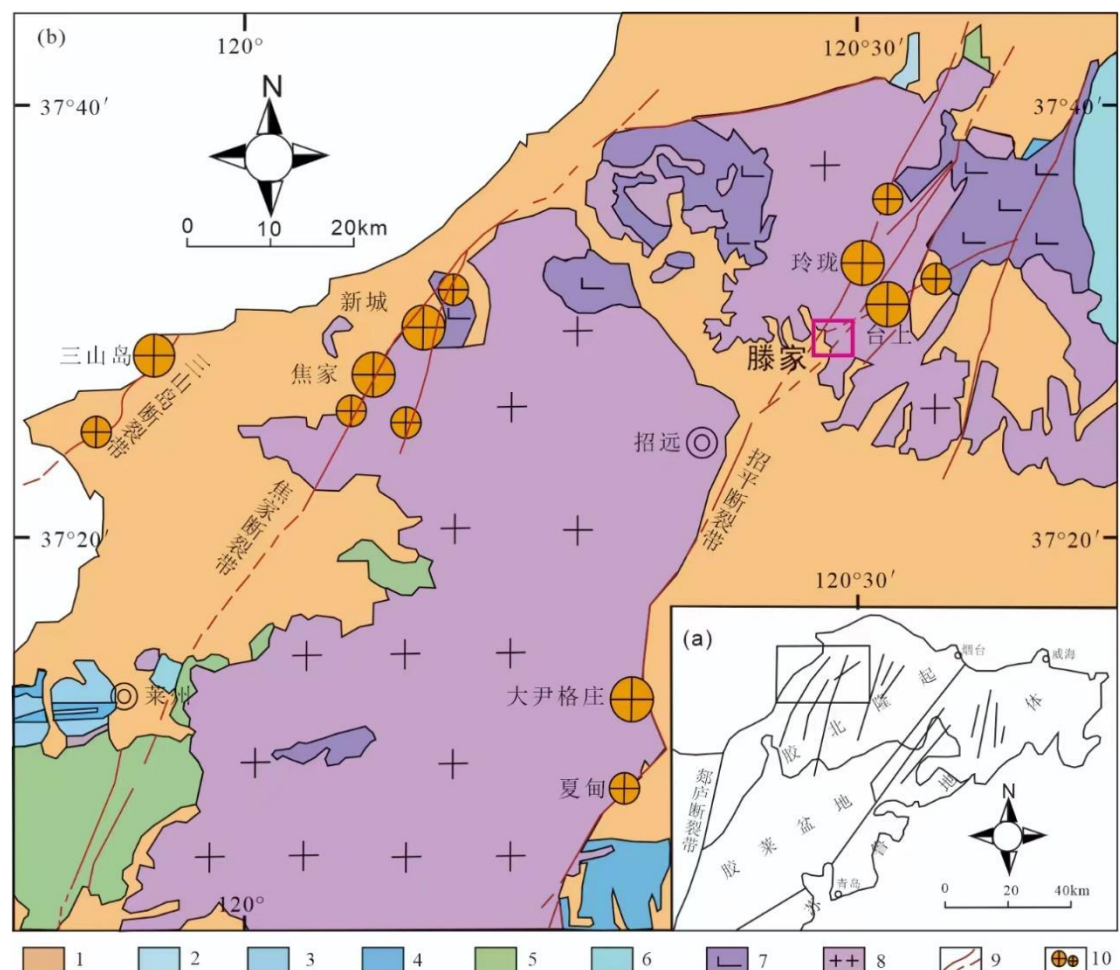 (b)
120°
120°30′
37°40′
37°40′
N
0 10 20km
玲珑
新城
三山岛
台上
滕家
焦家
三山岛断裂带
招远
招平断裂带
焦家断裂带
37°20′
37°20′
120°30′
(a)
烟台
威海
胶北隆起
莱州
大尹格庄
夏甸
郯庐断裂带
胶莱盆地
苏鲁地体
N
青岛
0 20 40km
120°
1 2 3 4 5 6 7 8 9 10